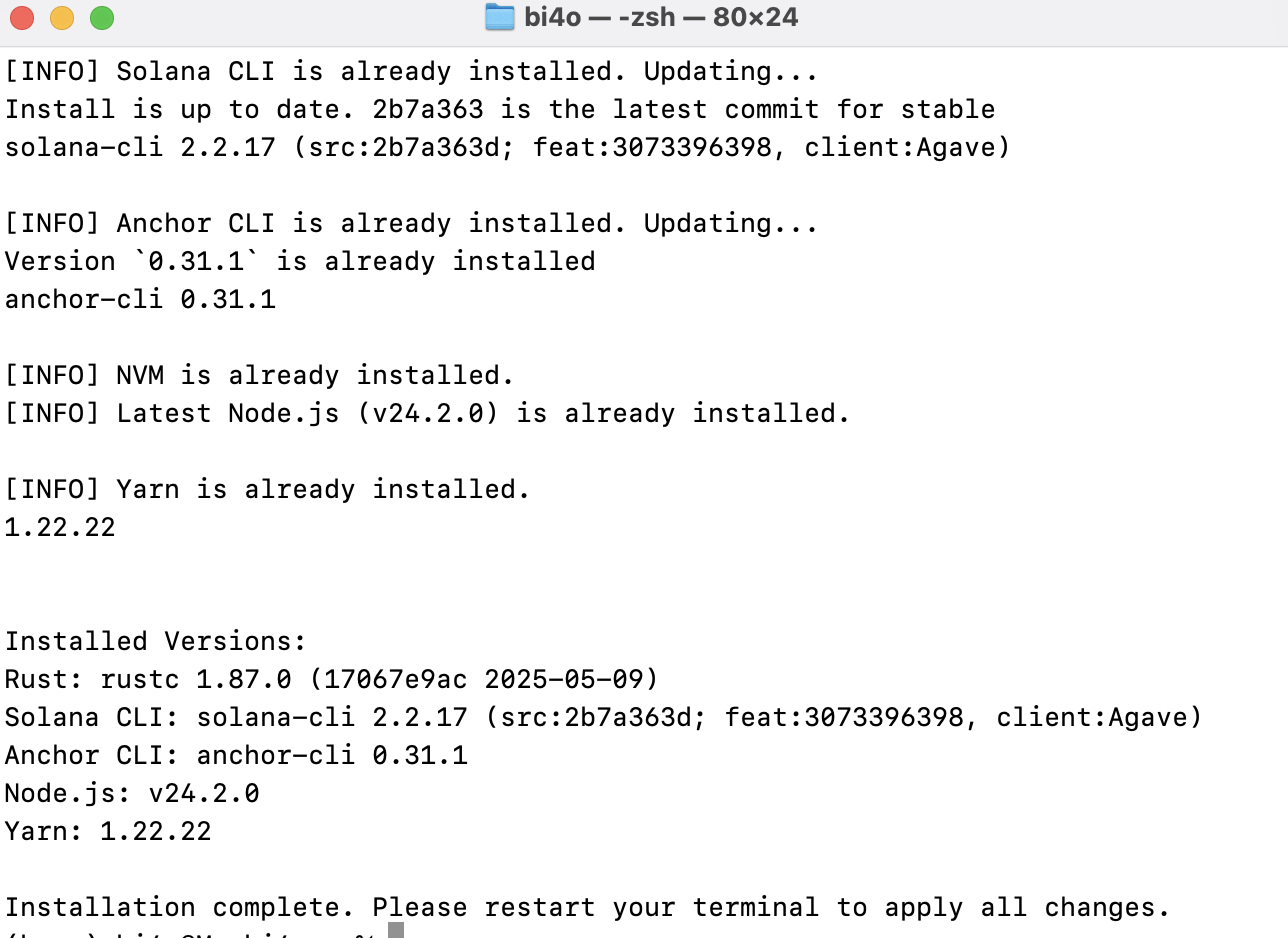 bi4o — -zsh — 80×24
[INFO] Solana CLI is already installed. Updating...
Install is up to date. 2b7a363 is the latest commit for stable
solana-cli 2.2.17 (src:2b7a363d; feat:3073396398, client:Agave)
[INFO] Anchor CLI is already installed. Updating...
Version `0.31.1` is already installed
anchor-cli 0.31.1
[INFO] NVM is already installed.
[INFO] Latest Node.js (v24.2.0) is already installed.
[INFO] Yarn is already installed.
1.22.22
Installed Versions:
Rust: rustc 1.87.0 (17067e9ac 2025-05-09)
Solana CLI: solana-cli 2.2.17 (src:2b7a363d; feat:3073396398, client:Agave)
Anchor CLI: anchor-cli 0.31.1
Node.js: v24.2.0
Yarn: 1.22.22
Installation complete. Please restart your terminal to apply all changes.